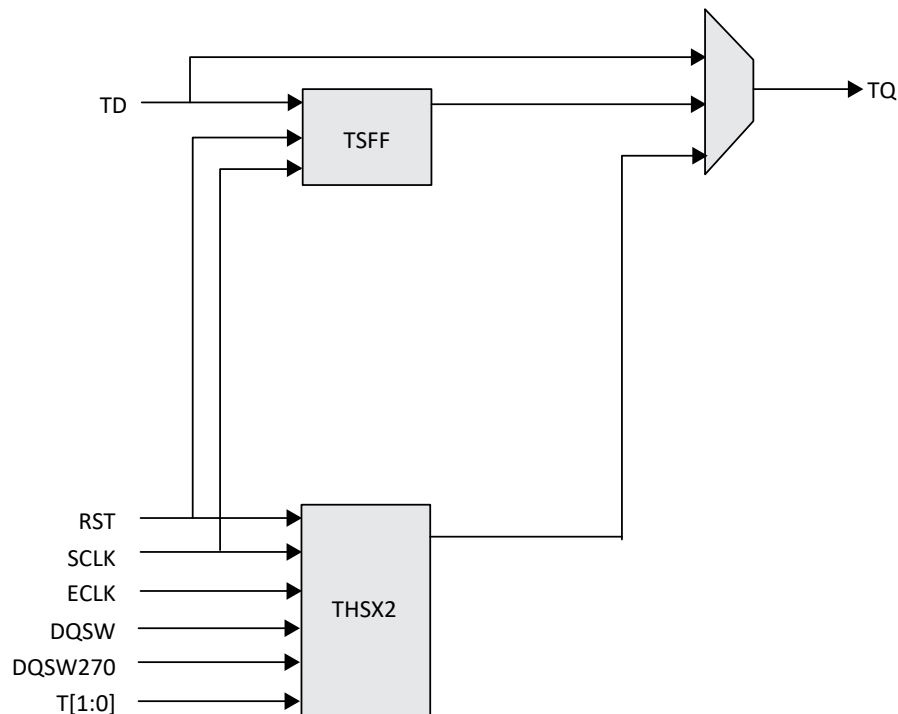 TD
TSFF
TQ
RST
SCLK
ECLK
DQSW
DQSW270
T[1:0]
THSX2